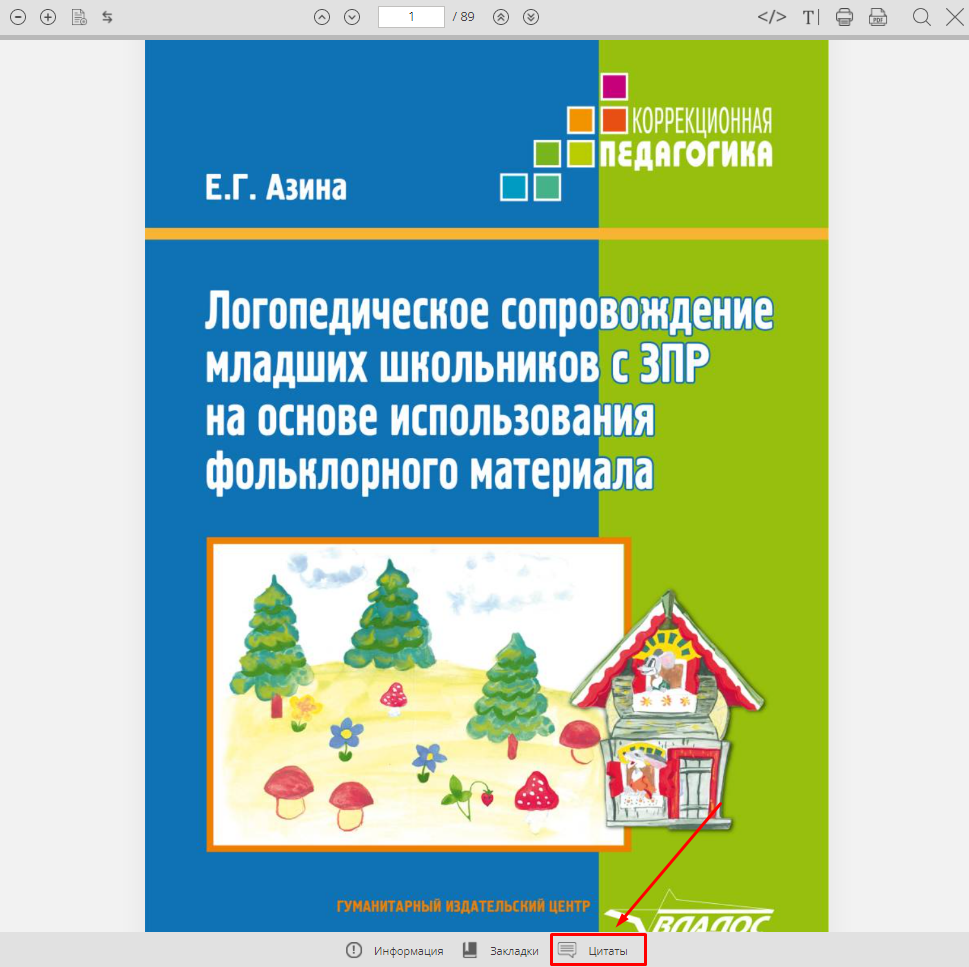 1 / 89
</> T|
PDF
КОРРЕКЦИОННАЯ
ПЕДАГОГИКА
Е.Г. Азина
Логопедическое сопровождение
младших школьников с ЗПР
на основе использования
фольклорного материала
ГУМАНИТАРНЫЙ ИЗДАТЕЛЬСКИЙ ЦЕНТР
ВЛАДОС
Информация Закладки Цитаты